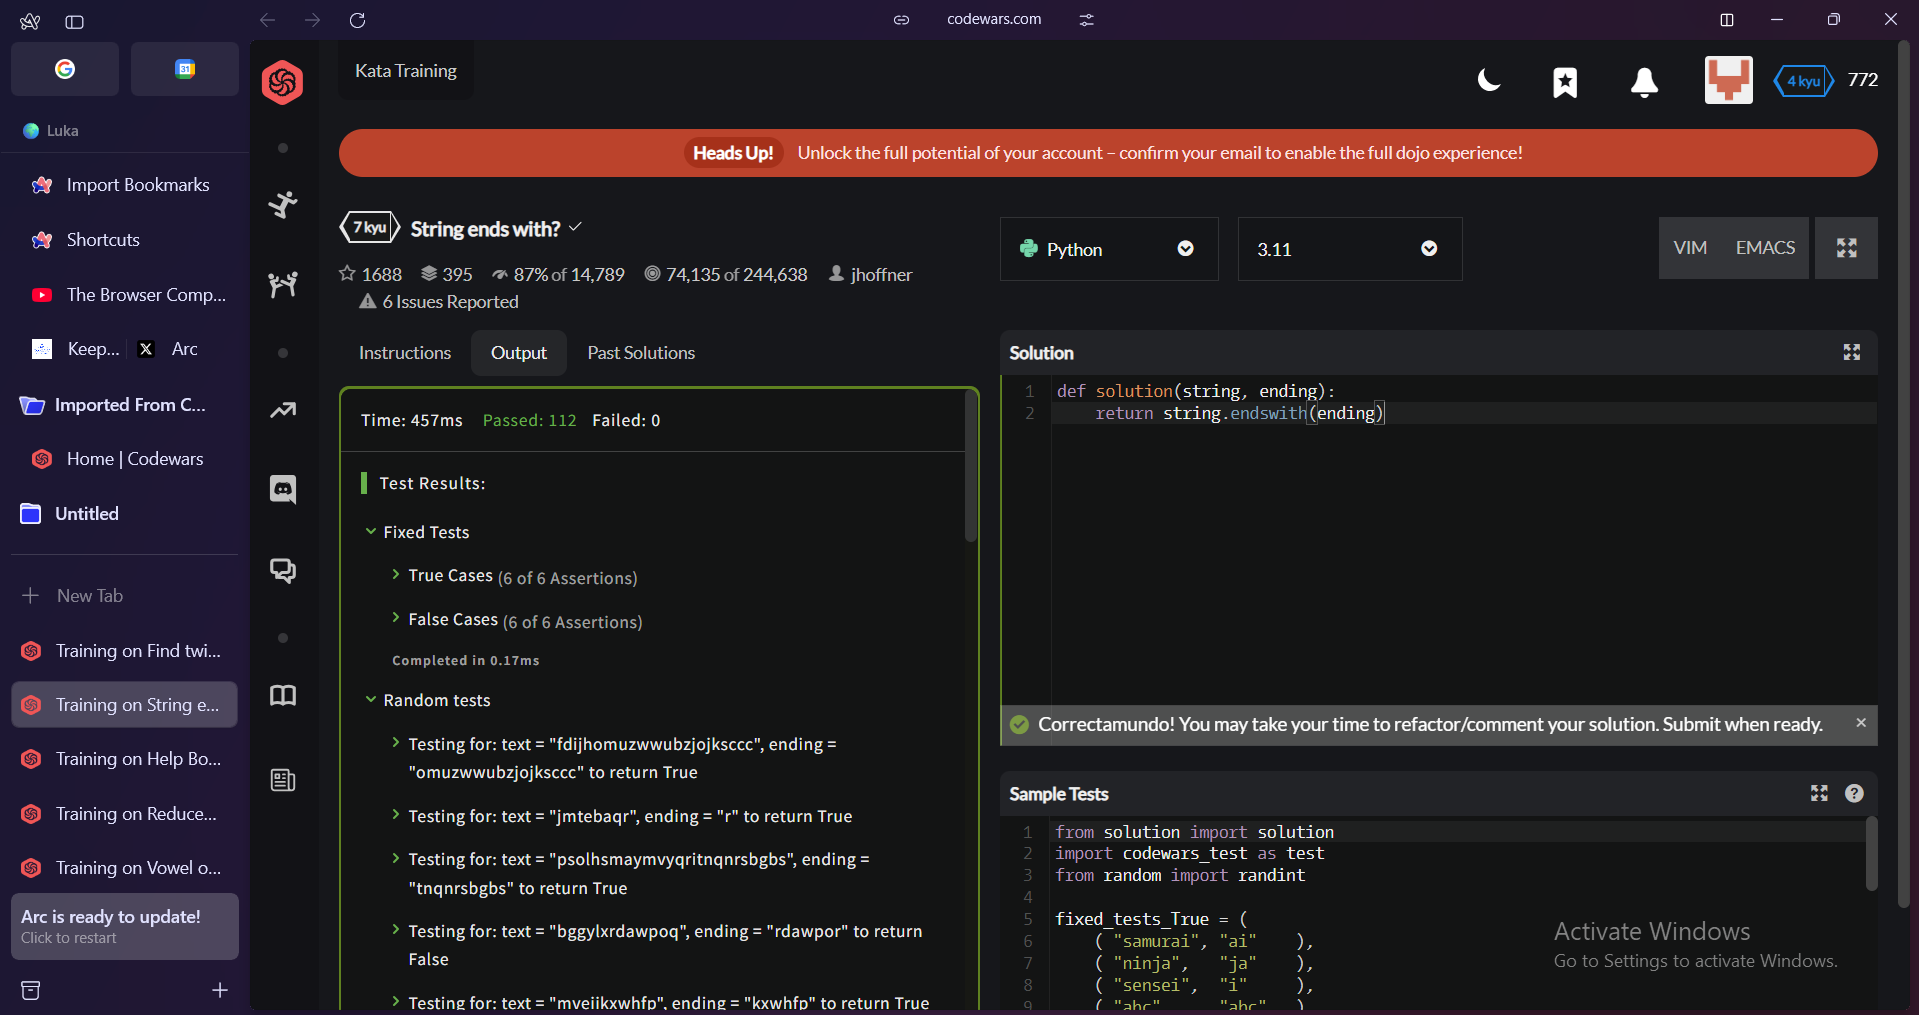 codewars.com
31
Luka
Import Bookmarks
Shortcuts
The Browser Comp...
Keep... X Arc
Imported From C...
Home | Codewars
Untitled
New Tab
Training on Find twi...
Training on String e...
Training on Help Bo...
Training on Reduce...
Training on Vowel o...
Arc is ready to update!
Click to restart
Kata Training
4 kyu 772
Heads Up! Unlock the full potential of your account – confirm your email to enable the full dojo experience!
7 kyu String ends with?
1688 395 87% of 14,789 74,135 of 244,638 jhoffner
6 Issues Reported
Python
3.11
VIM EMACS
Instructions Output Past Solutions
Time: 457ms Passed: 112 Failed: 0
Test Results:
Fixed Tests
True Cases (6 of 6 Assertions)
False Cases (6 of 6 Assertions)
Completed in 0.17ms
Random tests
Testing for: text = "fdijhomuzwwubzjojksccc", ending =
"omuzwwubzjojksccc" to return True
Testing for: text = "jmtebaqr", ending = "r" to return True
Testing for: text = "psolhsmaymvyqritnqnrsbgbs", ending =
"tnqnrsbgbs" to return True
Testing for: text = "bggylxrdawpoq", ending = "rdawpor" to return
False
Testing for: text = "mveiikxwhfp", ending = "kxwhfp" to return True
Solution
1 def solution(string, ending):
2 return string.endswith(ending)
Correctamundo! You may take your time to refactor/comment your solution. Submit when ready.
Sample Tests
1 from solution import solution
2 import codewars_test as test
3 from random import randint
4
5 fixed_tests_True = (
6 ( "samurai", "ai" ),
7 ( "ninja", "ja" ),
8 ( "sensei", "i" ),
9 ( "abc" "abc" )
Activate Windows
Go to Settings to activate Windows.